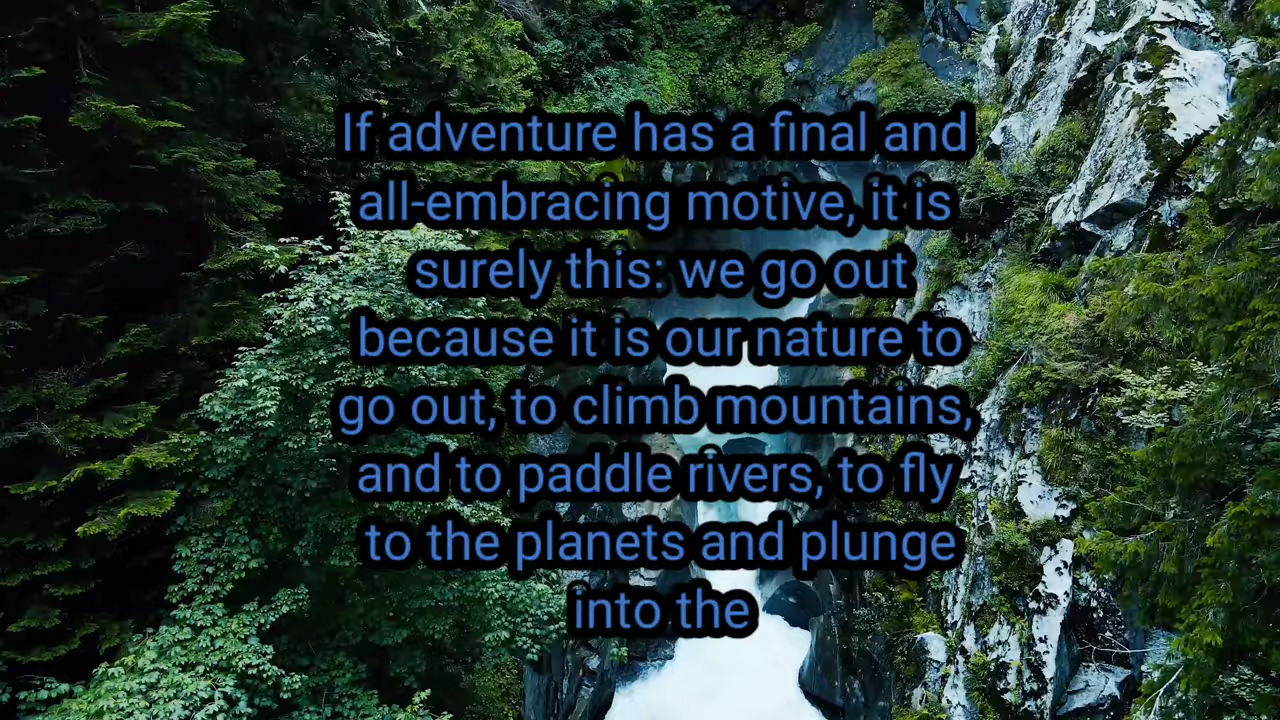 If adventure has a final and
all-embracing motive, it is
surely this: we go out
because it is our nature to
go out, to climb mountains,
and to paddle rivers, to fly
to the planets and plunge
into the